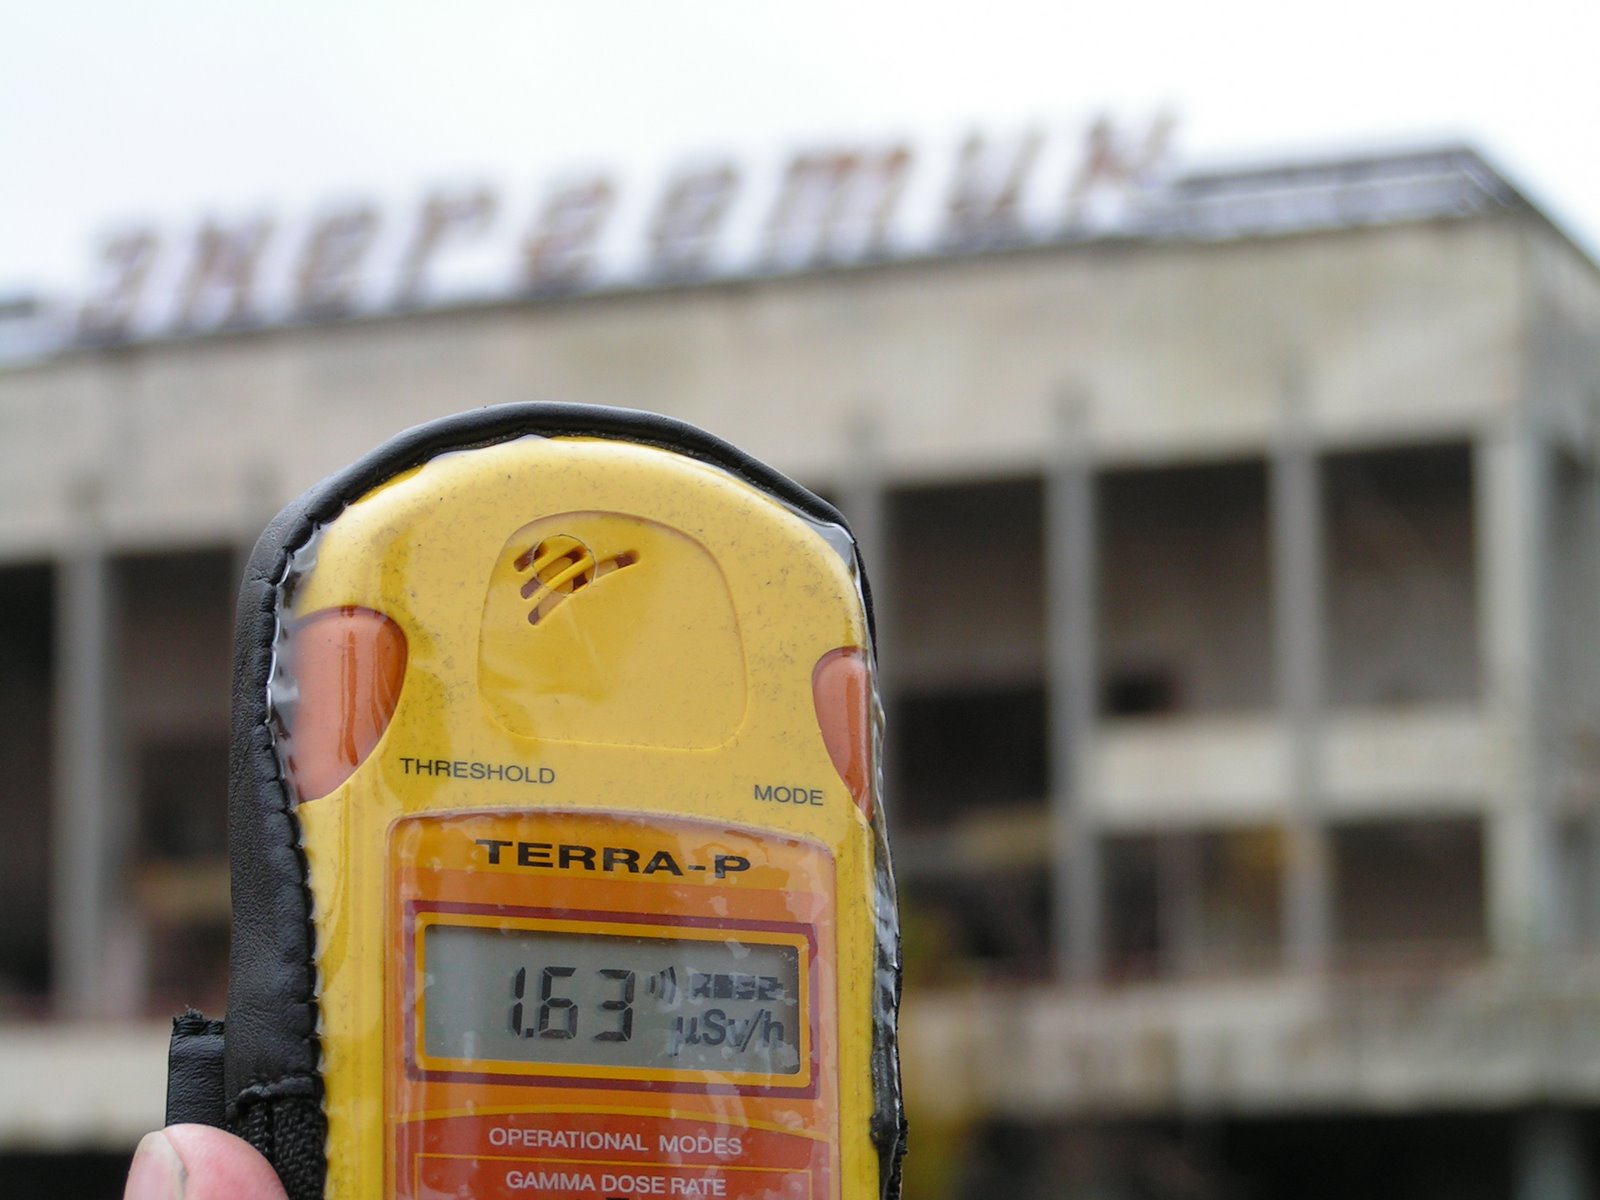 энергетик
THRESHOLD
MODE
TERRA-P
1.63
µSv/h
OPERATIONAL MODES
GAMMA DOSE RATE